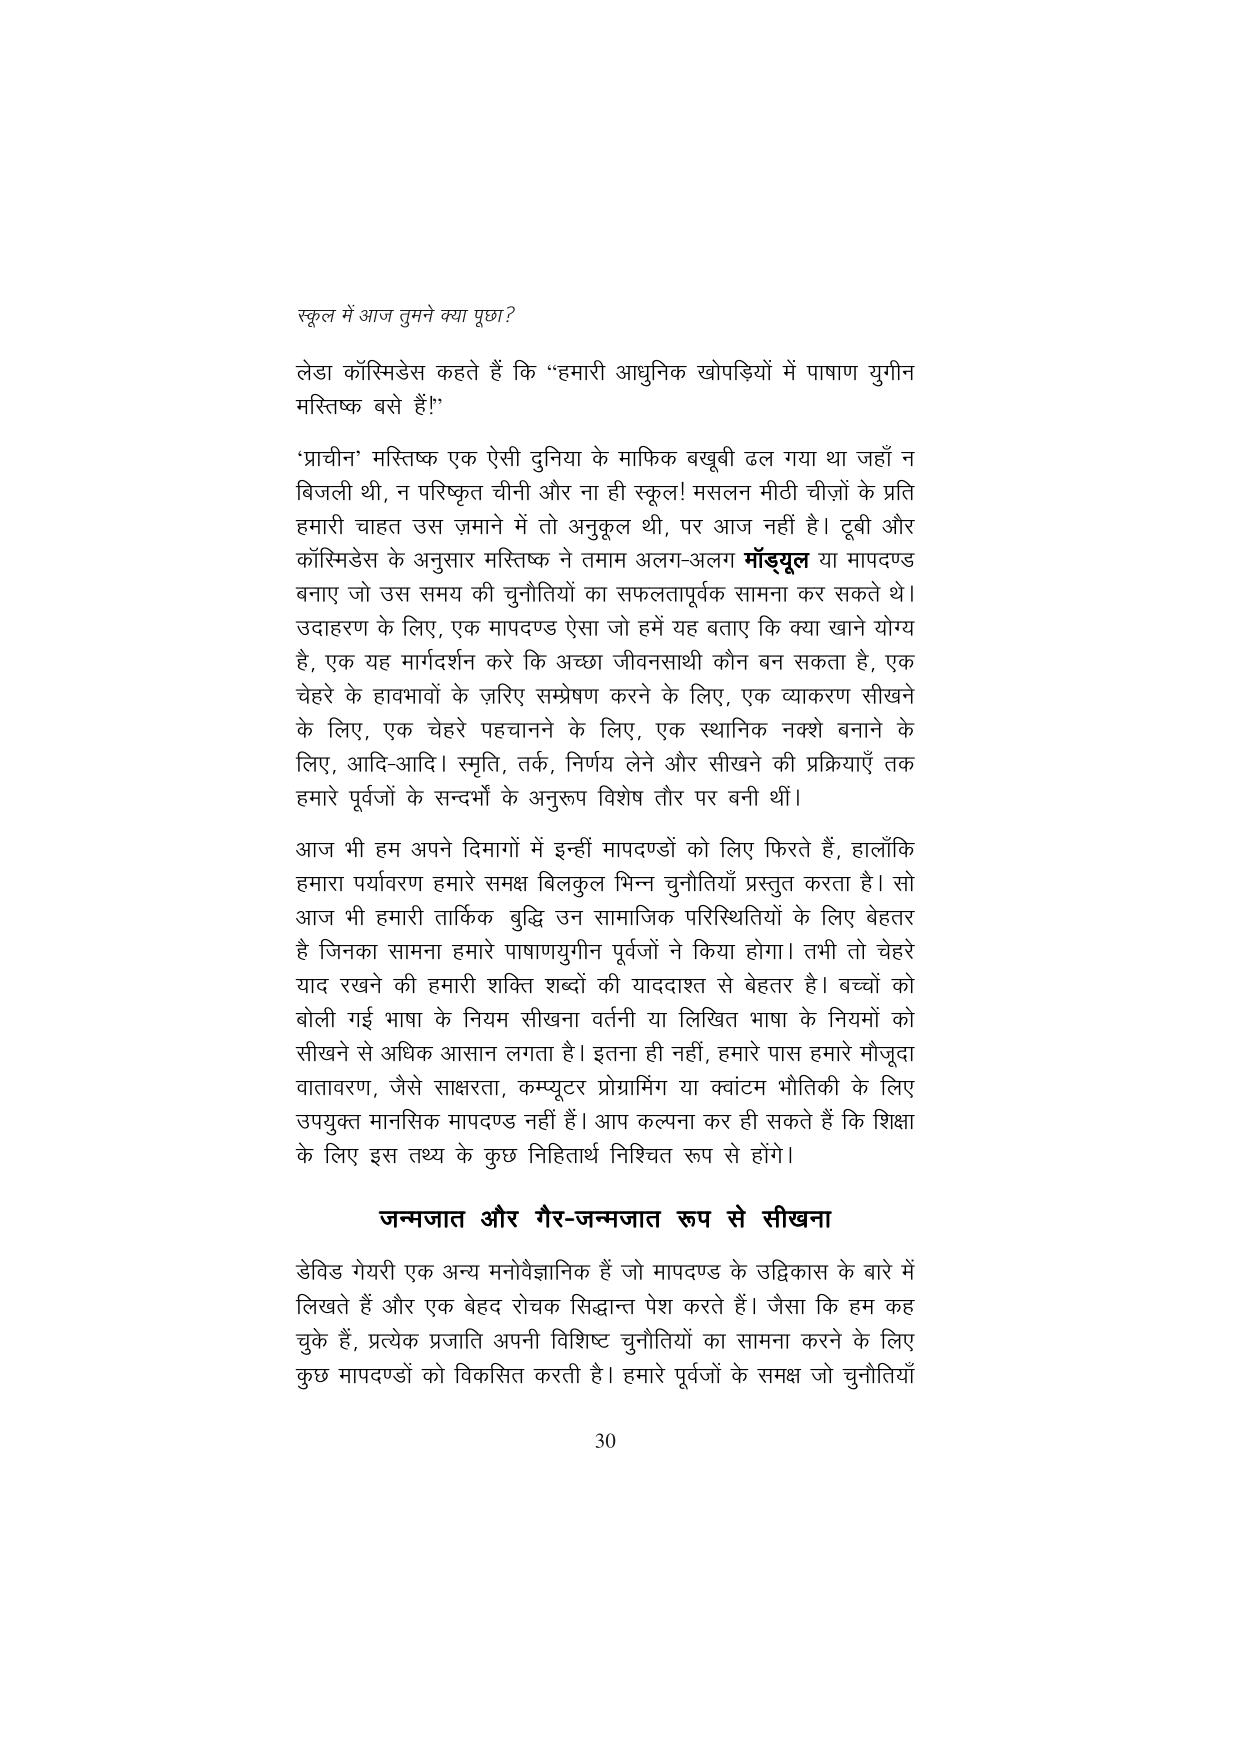 स्कूल में आज तुमने क्या पूछा?
लेडा कॉस्मिडेस कहते हैं कि “हमारी आधुनिक खोपड़ियों में पाषाण युगीन
मस्तिष्क बसे हैं!”
‘प्राचीन’ मस्तिष्क एक ऐसी दुनिया के माफिक बखूबी ढल गया था जहाँ न
बिजली थी, न परिष्कृत चीनी और ना ही स्कूल! मसलन मीठी चीज़ों के प्रति
हमारी चाहत उस ज़माने में तो अनुकूल थी, पर आज नहीं है। टूबी और
कॉस्मिडेस के अनुसार मस्तिष्क ने तमाम अलग-अलग मॉड्यूल या मापदण्ड
बनाए जो उस समय की चुनौतियों का सफलतापूर्वक सामना कर सकते थे।
उदाहरण के लिए, एक मापदण्ड ऐसा जो हमें यह बताए कि क्या खाने योग्य
है, एक यह मार्गदर्शन करे कि अच्छा जीवनसाथी कौन बन सकता है, एक
चेहरे के हावभावों के ज़रिए सम्प्रेषण करने के लिए, एक व्याकरण सीखने
के लिए, एक चेहरे पहचानने के लिए, एक स्थानिक नक्शे बनाने के
लिए, आदि-आदि। स्मृति, तर्क, निर्णय लेने और सीखने की प्रक्रियाएँ तक
हमारे पूर्वजों के सन्दर्भों के अनुरूप विशेष तौर पर बनी थीं।
आज भी हम अपने दिमागों में इन्हीं मापदण्डों को लिए फिरते हैं, हालाँकि
हमारा पर्यावरण हमारे समक्ष बिलकुल भिन्न चुनौतियाँ प्रस्तुत करता है। सो
आज भी हमारी तार्किक बुद्धि उन सामाजिक परिस्थितियों के लिए बेहतर
है जिनका सामना हमारे पाषाणयुगीन पूर्वजों ने किया होगा। तभी तो चेहरे
याद रखने की हमारी शक्ति शब्दों की याददाश्त से बेहतर है। बच्चों को
बोली गई भाषा के नियम सीखना वर्तनी या लिखित भाषा के नियमों को
सीखने से अधिक आसान लगता है। इतना ही नहीं, हमारे पास हमारे मौजूदा
वातावरण, जैसे साक्षरता, कम्प्यूटर प्रोग्रामिंग या क्वांटम भौतिकी के लिए
उपयुक्त मानसिक मापदण्ड नहीं हैं। आप कल्पना कर ही सकते हैं कि शिक्षा
के लिए इस तथ्य के कुछ निहितार्थ निश्चित रूप से होंगे।
जन्मजात और गैर-जन्मजात रूप से सीखना
डेविड गेयरी एक अन्य मनोवैज्ञानिक हैं जो मापदण्ड के उद्विकास के बारे में
लिखते हैं और एक बेहद रोचक सिद्धान्त पेश करते हैं। जैसा कि हम कह
चुके हैं, प्रत्येक प्रजाति अपनी विशिष्ट चुनौतियों का सामना करने के लिए
कुछ मापदण्डों को विकसित करती है। हमारे पूर्वजों के समक्ष जो चुनौतियाँ
30